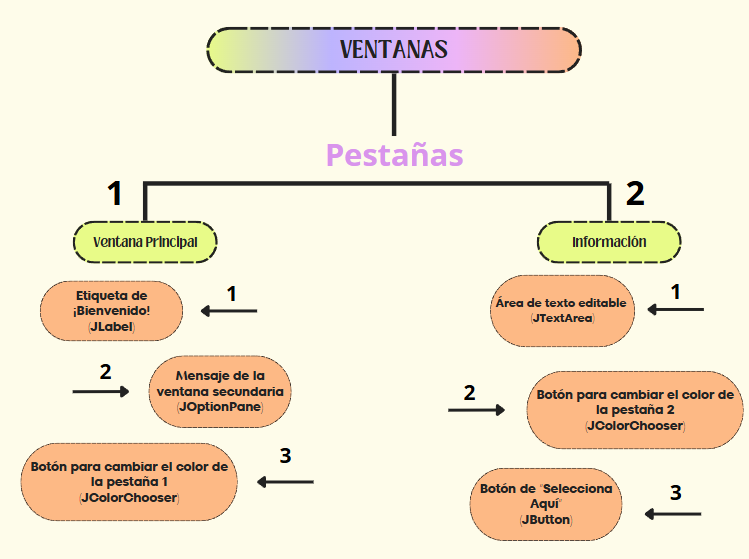 VENTANAS
Pestañas
1
2
Ventana Principal
Información
Etiqueta de
¡Bienvenido!
(JLabel)
1
2
Mensaje de la
ventana secundaria
(JOptionPane)
Botón para cambiar el color de
la pestaña 1
(JColorChooser)
3
Área de texto editable
(JTextArea)
1
2
Botón para cambiar el color de
la pestaña 2
(JColorChooser)
Botón de "Selecciona
Aquí"
(JButton)
3